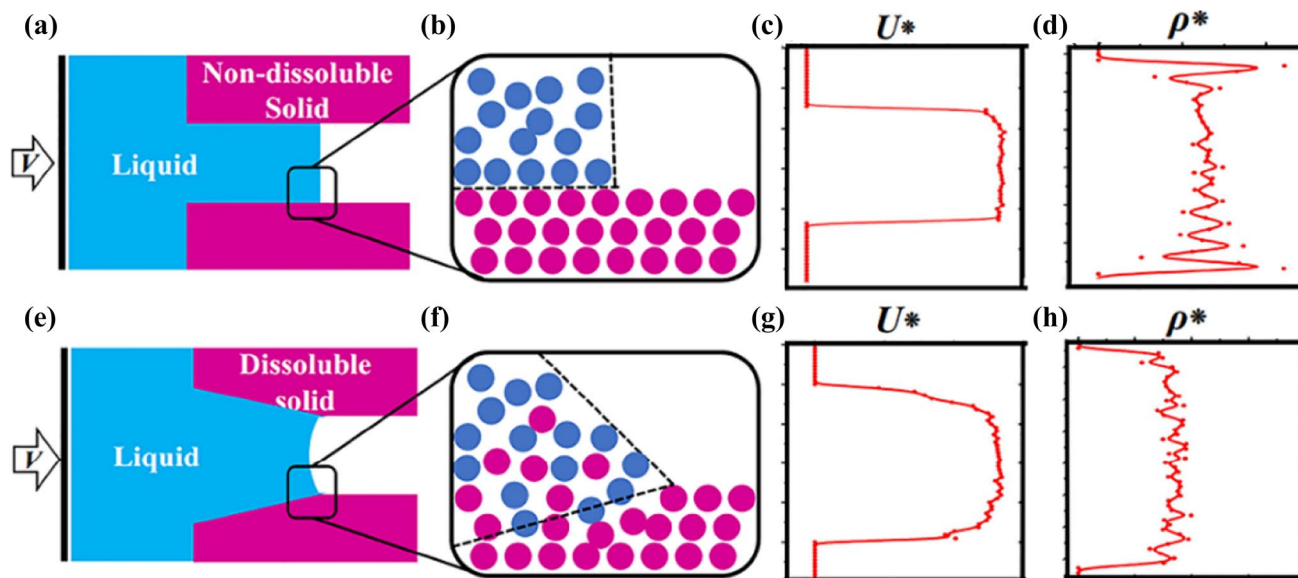 (a)
(b)
(c)
U*
(d)
ρ*
Non-dissoluble
Solid
V
Liquid
(e)
(f)
(g)
U*
(h)
ρ*
Dissoluble
solid
V
Liquid